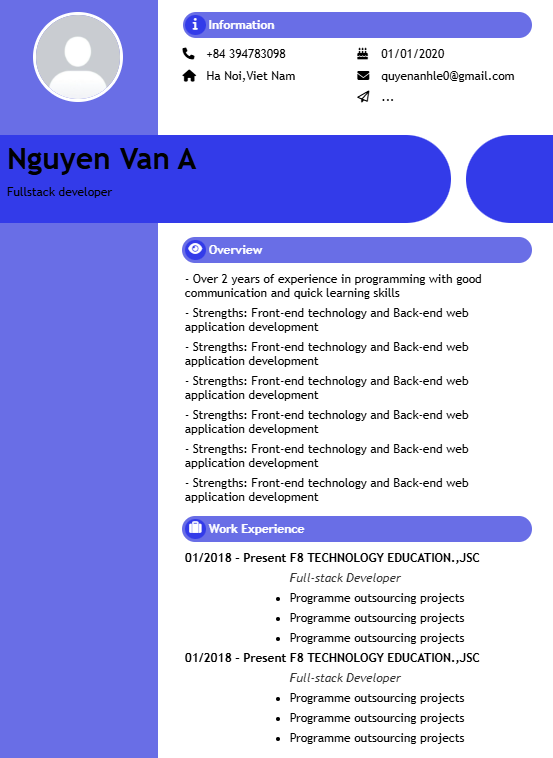 Information
+84 394783098
01/01/2020
Ha Noi,Viet Nam
quyenanhle0@gmail.com
...
Nguyen Van A
Fullstack developer
Overview
- Over 2 years of experience in programming with good
communication and quick learning skills
- Strengths: Front-end technology and Back-end web
application development
- Strengths: Front-end technology and Back-end web
application development
- Strengths: Front-end technology and Back-end web
application development
- Strengths: Front-end technology and Back-end web
application development
- Strengths: Front-end technology and Back-end web
application development
- Strengths: Front-end technology and Back-end web
application development
Work Experience
01/2018 – Present F8 TECHNOLOGY EDUCATION.,JSC
Full-stack Developer
• Programme outsourcing projects
• Programme outsourcing projects
• Programme outsourcing projects
01/2018 – Present F8 TECHNOLOGY EDUCATION.,JSC
Full-stack Developer
• Programme outsourcing projects
• Programme outsourcing projects
• Programme outsourcing projects